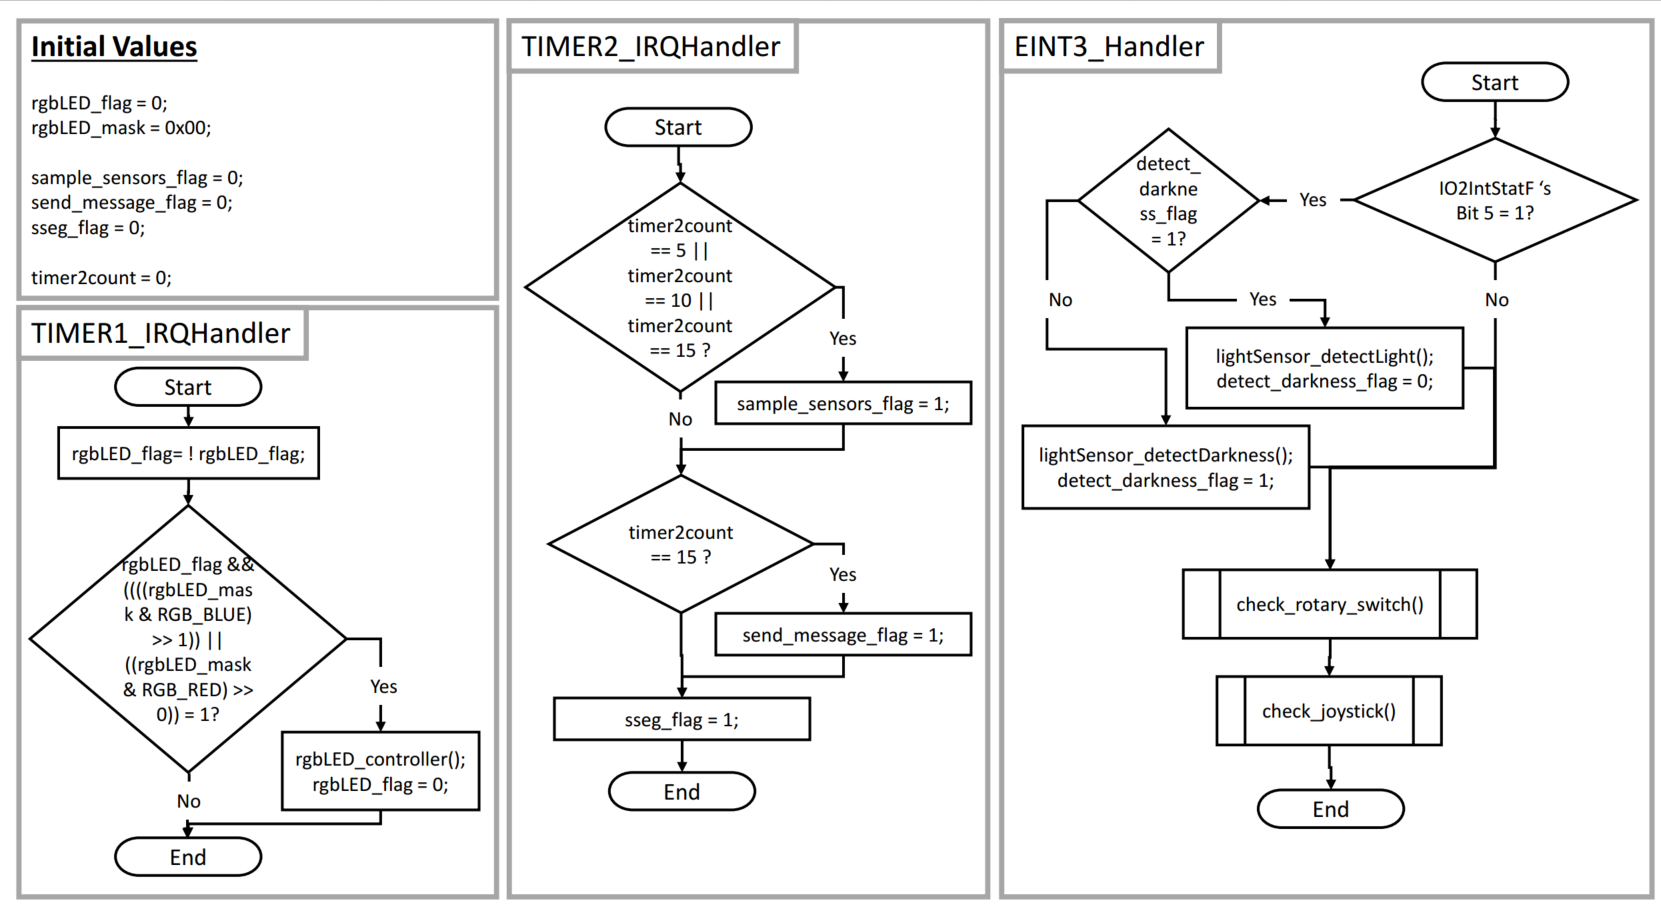 Initial Values
rgbLED_flag = 0;
rgbLED_mask = 0x00;
sample_sensors_flag = 0;
send_message_flag = 0;
sseg_flag = 0;
timer2count = 0;
TIMER1_IRQHandler
Start
rgbLED_flag= ! rgbLED_flag;
rgbLED_flag &&
((((rgbLED_mas
k & RGB_BLUE)
>> 1)) ||
((rgbLED_mask
& RGB_RED) >>
0)) = 1?
Yes
rgbLED_controller();
rgbLED_flag = 0;
No
End
TIMER2_IRQHandler
Start
timer2count
== 5 ||
timer2count
== 10 ||
timer2count
== 15 ?
Yes
sample_sensors_flag = 1;
No
timer2count
== 15 ?
Yes
send_message_flag = 1;
sseg_flag = 1;
End
EINT3_Handler
Start
IO2IntStatF ‘s
Bit 5 = 1?
Yes
detect_
darkne
ss_flag
= 1?
No
Yes
No
lightSensor_detectLight();
detect_darkness_flag = 0;
lightSensor_detectDarkness();
detect_darkness_flag = 1;
check_rotary_switch()
check_joystick()
End